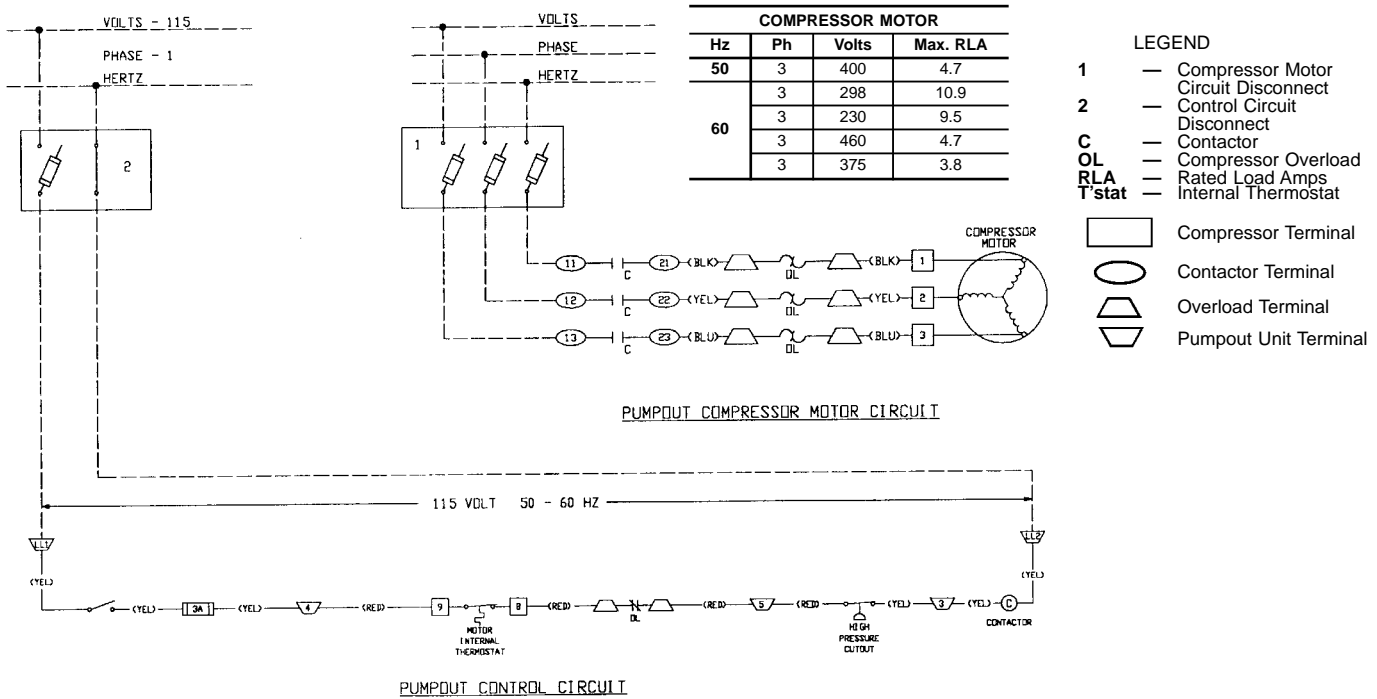 VOLTS - 115
PHASE - 1
HERTZ
2
VOLTS
PHASE
HERTZ
1
COMPRESSOR MOTOR
Hz Ph Volts Max. RLA
50 3 400 4.7
60 3 298 10.9
3 230 9.5
3 460 4.7
3 375 3.8
LEGEND
1 — Compressor Motor
Circuit Disconnect
2 — Control Circuit
Disconnect
C — Contactor
OL — Compressor Overload
RLA — Rated Load Amps
T'stat — Internal Thermostat
Compressor Terminal
Contactor Terminal
Overload Terminal
Pumpout Unit Terminal
COMPRESSOR
MOTOR
11 C 21 (BLK) OL (BLK) 1
12 C 22 (YEL) OL (YEL) 2
13 C 23 (BLU) OL (BLU) 3
PUMPOUT COMPRESSOR MOTOR CIRCUIT
115 VOLT 50 - 60 HZ
LL1 LL2
(YEL) (YEL)
(YEL) 3A (YEL) 4 (RED) 9 8 (RED) OL (RED) 5 (RED) (YEL) 3 (YEL) C
MOTOR
INTERNAL
THERMOSTAT
HIGH
PRESSURE
CUTOUT
CONTACTOR
PUMPOUT CONTROL CIRCUIT